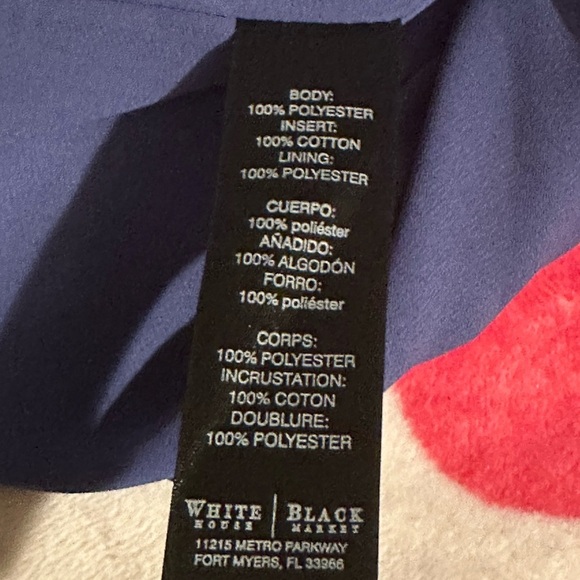 BODY:
100% POLYESTER
INSERT:
100% COTTON
LINING:
100% POLYESTER
CUERPO:
100% poliéster
AÑADIDO:
100% ALGODÓN
FORRO:
100% poliéster
CORPS:
100% POLYESTER
INCRUSTATION:
100% COTON
DOUBLURE:
100% POLYESTER
WHITE | BLACK
HOUSE | MARKET
11215 METRO PARKWAY
FORT MYERS, FL 33966